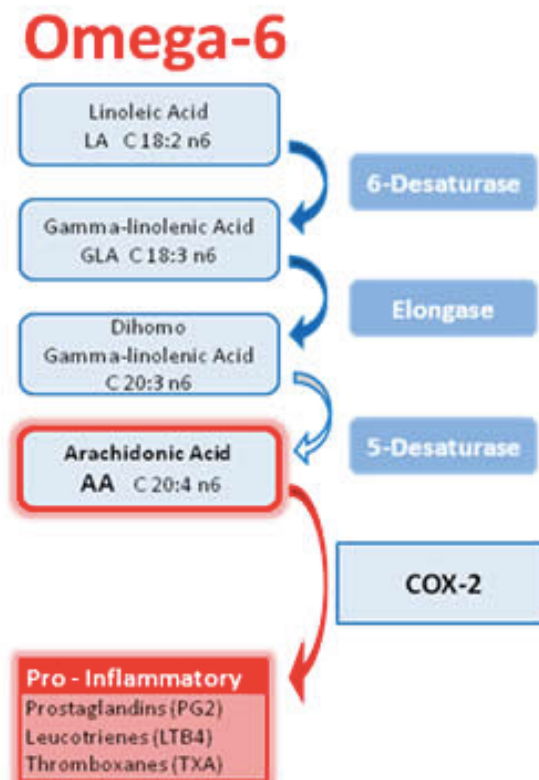 Omega-6
Linoleic Acid
LA C 18:2 n6
6-Desaturase
Gamma-linolenic Acid
GLA C 18:3 n6
Elongase
Dihomo
Gamma-linolenic Acid
C 20:3 n6
5-Desaturase
Arachidonic Acid
AA C 20:4 n6
COX-2
Pro - Inflammatory
Prostaglandins (PG2)
Leucotrienes (LTB4)
Thromboxanes (TXA)